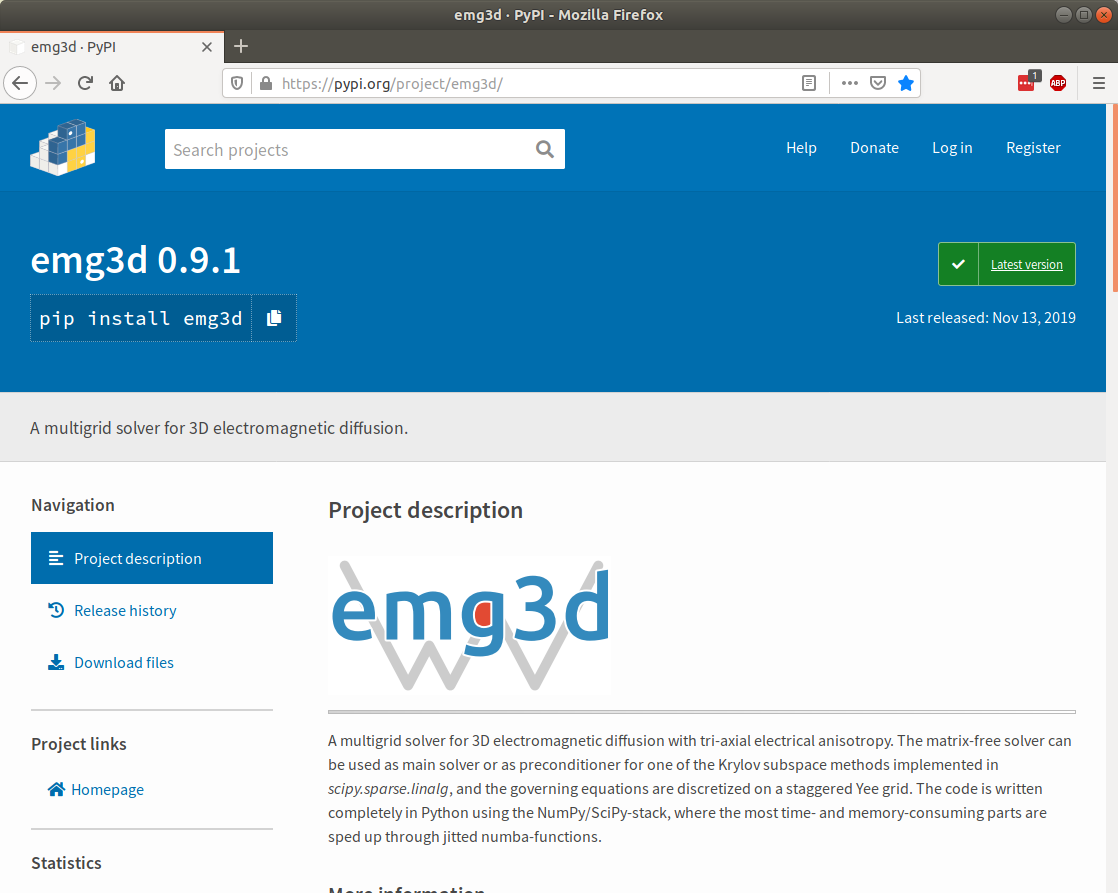 emg3d · PyPI - Mozilla Firefox
emg3d · PyPI
https://pypi.org/project/emg3d/
1
ABP
Search projects
Help
Donate
Log in
Register
emg3d 0.9.1
Latest version
pip install emg3d
Last released: Nov 13, 2019
A multigrid solver for 3D electromagnetic diffusion.
Navigation
Project description
Release history
Download files
Project links
Homepage
Statistics
Project description
emg3d
A multigrid solver for 3D electromagnetic diffusion with tri-axial electrical anisotropy. The matrix-free solver can
be used as main solver or as preconditioner for one of the Krylov subspace methods implemented in
scipy.sparse.linalg, and the governing equations are discretized on a staggered Yee grid. The code is written
completely in Python using the NumPy/SciPy-stack, where the most time- and memory-consuming parts are
sped up through jitted numba-functions.
More information